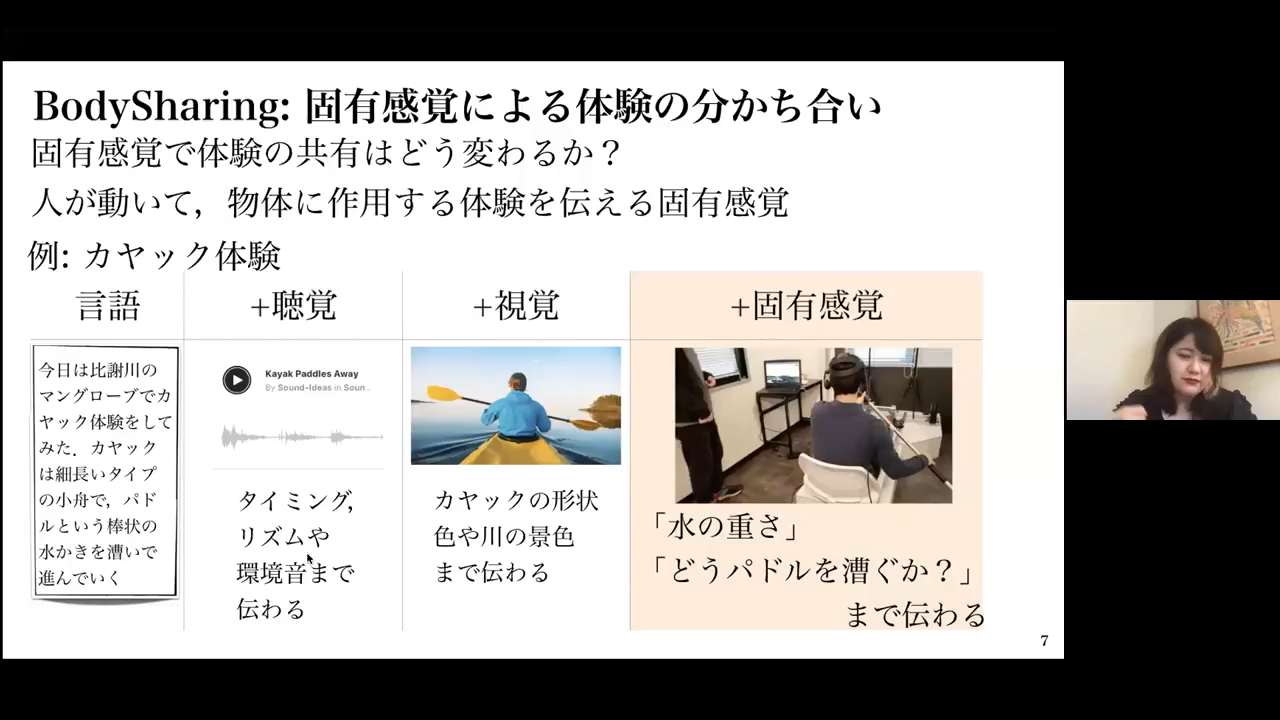 BodySharing: 固有感覚による体験の分かち合い
固有感覚で体験の共有はどう変わるか？
人が動いて，物体に作用する体験を伝える固有感覚
例: カヤック体験
言語
+聴覚
+視覚
+固有感覚
今日は比謝川の
マングローブでカ
ヤック体験をして
みた．カヤック
は細長いタイプ
の小舟で，パド
ルという棒状の
水かきを漕いで
進んでいく
Kayak Paddles Away
By Sound-Ideas in Soun...
タイミング,
リズムや
環境音まで
伝わる
カヤックの形状
色や川の景色
まで伝わる
「水の重さ」
「どうパドルを漕ぐか？」
まで伝わる
7